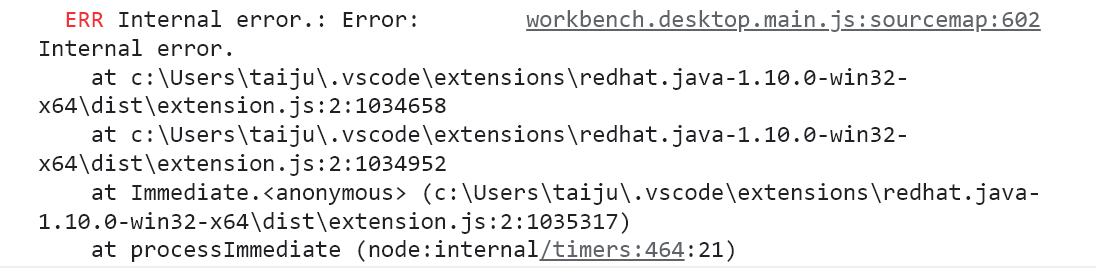 ERR Internal error.: Error: workbench.desktop.main.js:sourcemap:602
Internal error.
at c:\Users\taiju\.vscode\extensions\redhat.java-1.10.0-win32-
x64\dist\extension.js:2:1034658
at c:\Users\taiju\.vscode\extensions\redhat.java-1.10.0-win32-
x64\dist\extension.js:2:1034952
at Immediate.<anonymous> (c:\Users\taiju\.vscode\extensions\redhat.java-
1.10.0-win32-x64\dist\extension.js:2:1035317)
at processImmediate (node:internal/timers:464:21)